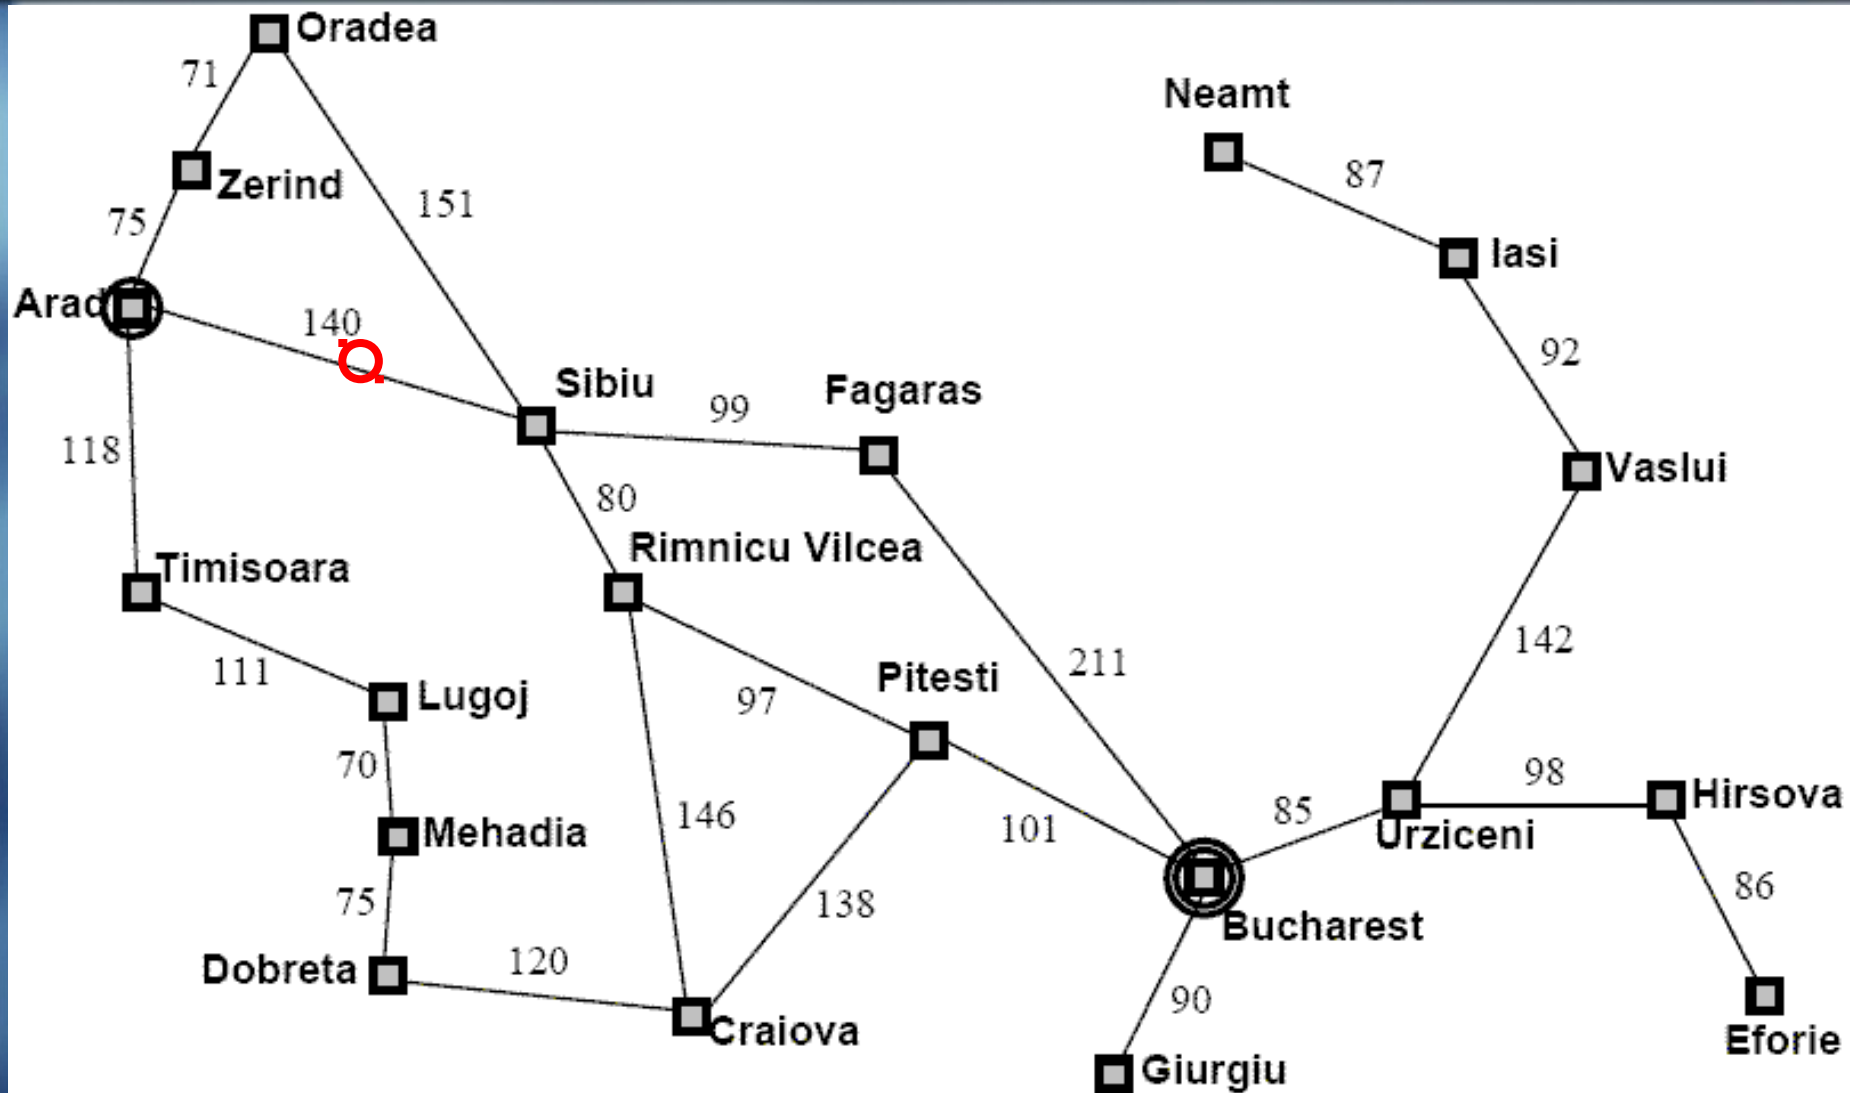 Oradea
71
Neamt
87
Zerind
151
75
Iasi
Arad
140
92
Sibiu
Fagaras
99
118
Vaslui
80
Rimnicu Vilcea
Timisoara
142
211
111
Pitesti
Lugoj
97
70
98
Hirsova
85
146
101
Mehadia
Urziceni
86
75
138
Bucharest
Dobreta
120
90
Craiova
Eforie
Giurgiu